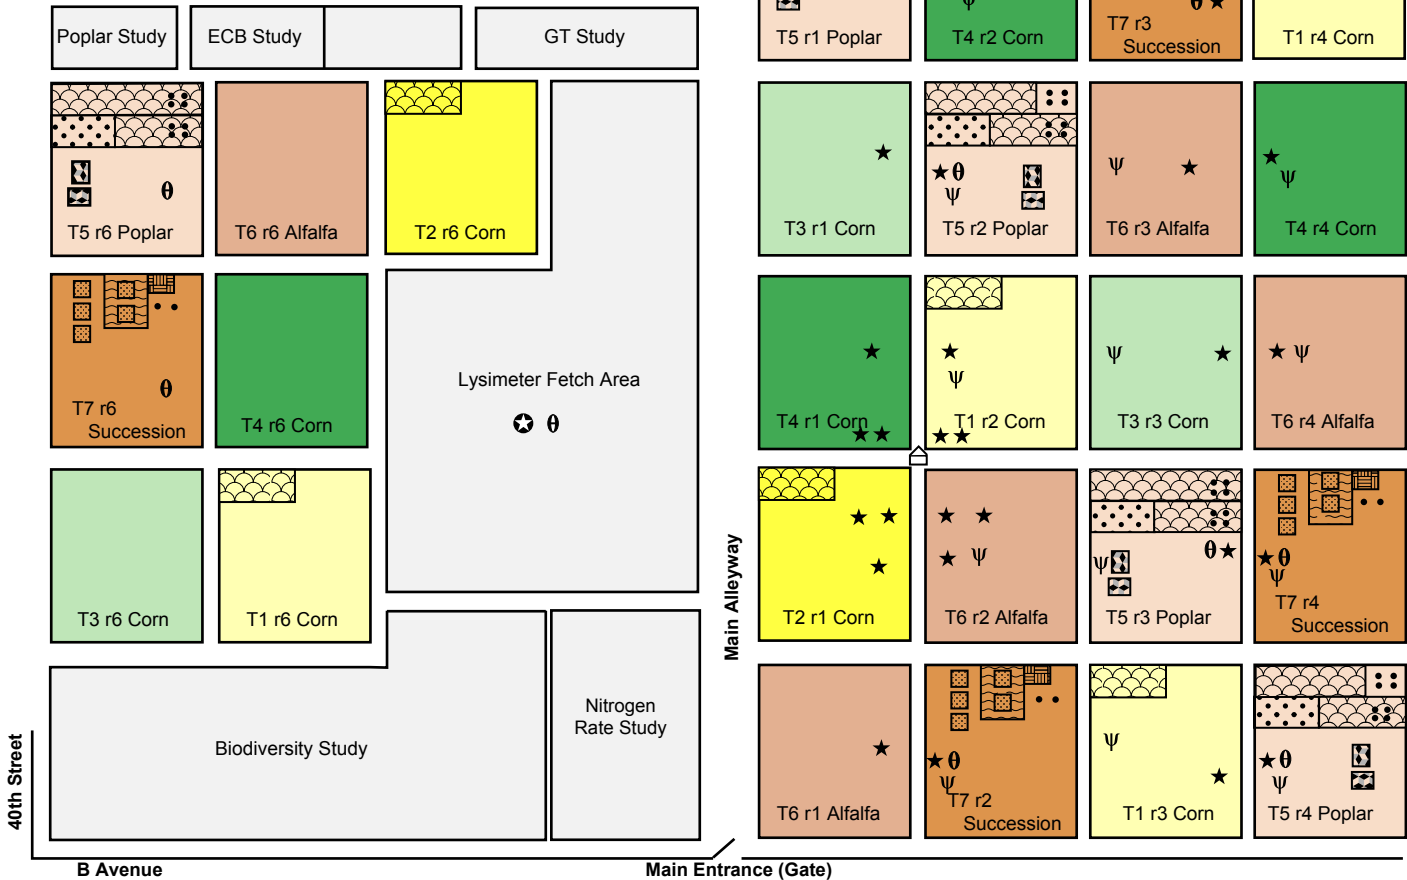 Poplar Study
ECB Study
GT Study
T5 r1 Poplar
ψ
T4 r2 Corn
θ
T7 r3
Succession
T1 r4 Corn
θ
T5 r6 Poplar
T6 r6 Alfalfa
T2 r6 Corn
T3 r1 Corn
θ
ψ
T5 r2 Poplar
ψ
T6 r3 Alfalfa
ψ
T4 r4 Corn
θ
T7 r6
Succession
T4 r6 Corn
Lysimeter Fetch Area
θ
T4 r1 Corn
ψ
T1 r2 Corn
ψ
T3 r3 Corn
ψ
T6 r4 Alfalfa
T3 r6 Corn
T1 r6 Corn
Main Alleyway
T2 r1 Corn
ψ
T6 r2 Alfalfa
θ
ψ
T5 r3 Poplar
θ
ψ
T7 r4
Succession
40th Street
Biodiversity Study
Nitrogen
Rate Study
T6 r1 Alfalfa
θ
ψ
T7 r2
Succession
ψ
T1 r3 Corn
θ
ψ
T5 r4 Poplar
B Avenue
Main Entrance (Gate)